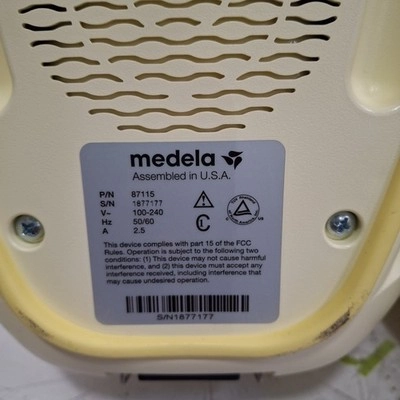 medela
Assembled in U.S.A.
P/N 87115
S/N 1877177
V~ 100-240
Hz 50/60
A 2.5
This device complies with part 15 of the FCC
Rules. Operation is subject to the following two
conditions: (1) This device may not cause harmful
interference, and (2) this device must accept any
interference received, including interference that may
cause undesired operation.
S/N1877177